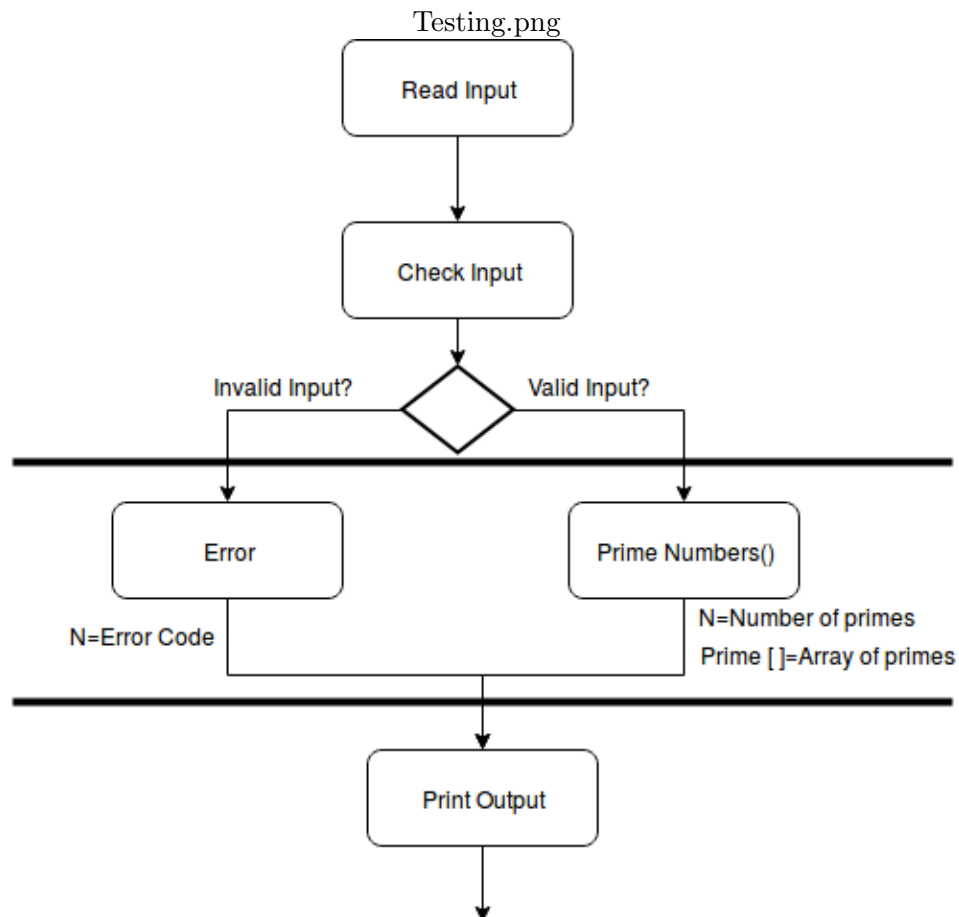 Testing.png
Read Input
Check Input
Invalid Input?
Valid Input?
Error
Prime Numbers()
N=Error Code
N=Number of primes
Prime [ ]=Array of primes
Print Output